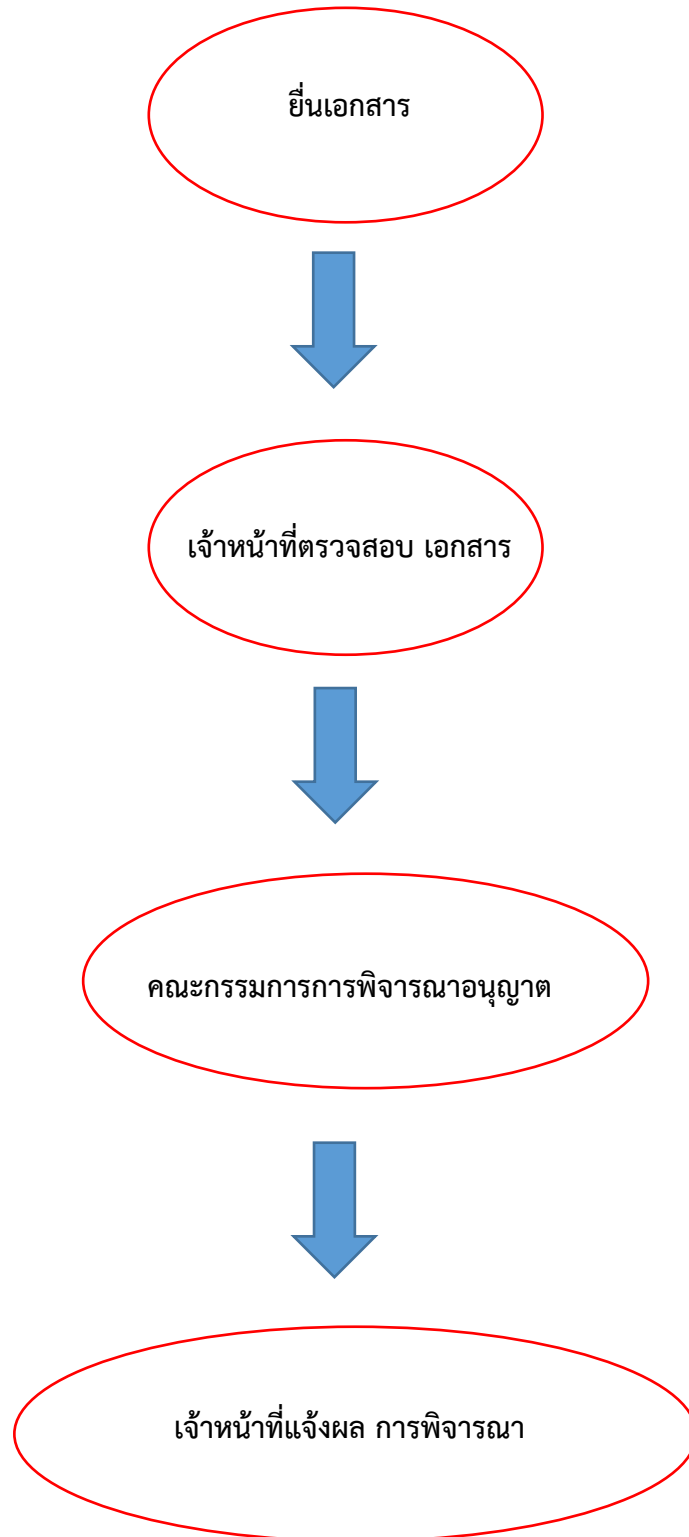 ยื่นเอกสาร
เจ้าหน้าที่ตรวจสอบ เอกสาร
คณะกรรมการการพิจารณาอนุญาต
เจ้าหน้าที่แจ้งผล การพิจารณา